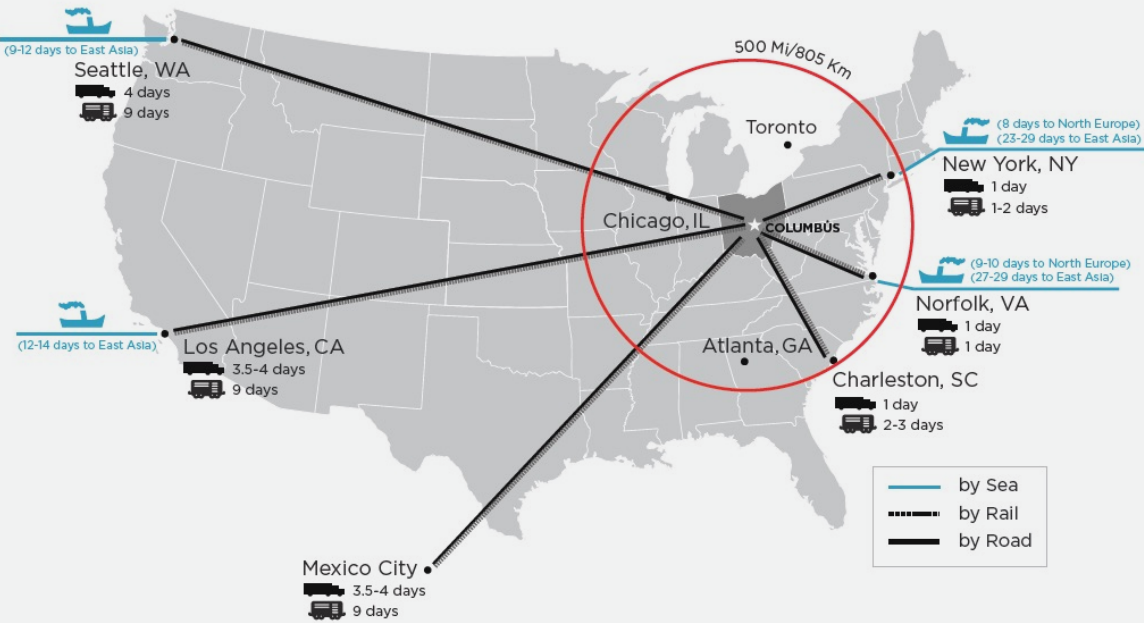 (9-12 days to East Asia)
Seattle, WA
4 days
9 days
500 Mi/805 Km
Toronto
(8 days to North Europe)
(23-29 days to East Asia)
New York, NY
1 day
1-2 days
Chicago, IL
COLUMBUS
(9-10 days to North Europe)
(27-29 days to East Asia)
Norfolk, VA
1 day
1 day
(12-14 days to East Asia)
Los Angeles, CA
3.5-4 days
9 days
Atlanta, GA
Charleston, SC
1 day
2-3 days
by Sea
by Rail
by Road
Mexico City
3.5-4 days
9 days